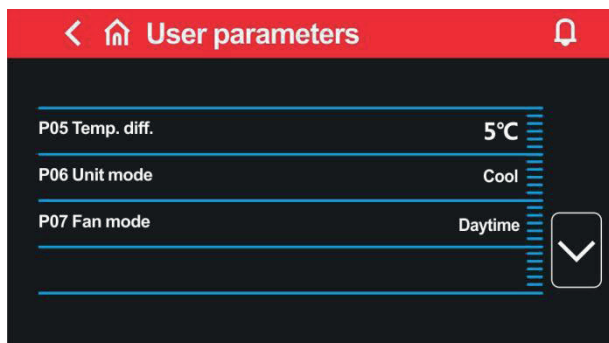 User parameters
P05 Temp. diff. 5°C
P06 Unit mode Cool
P07 Fan mode Daytime